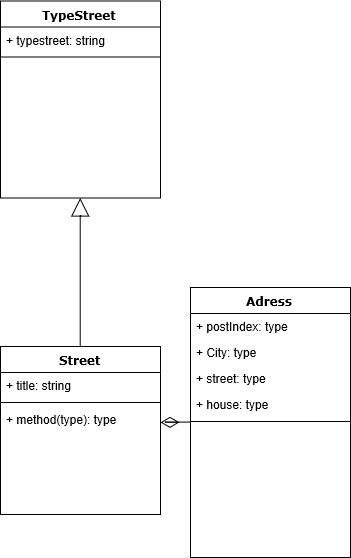 TypeStreet
+ typestreet: string
Street
+ title: string
+ method(type): type
Adress
+ postIndex: type
+ City: type
+ street: type
+ house: type